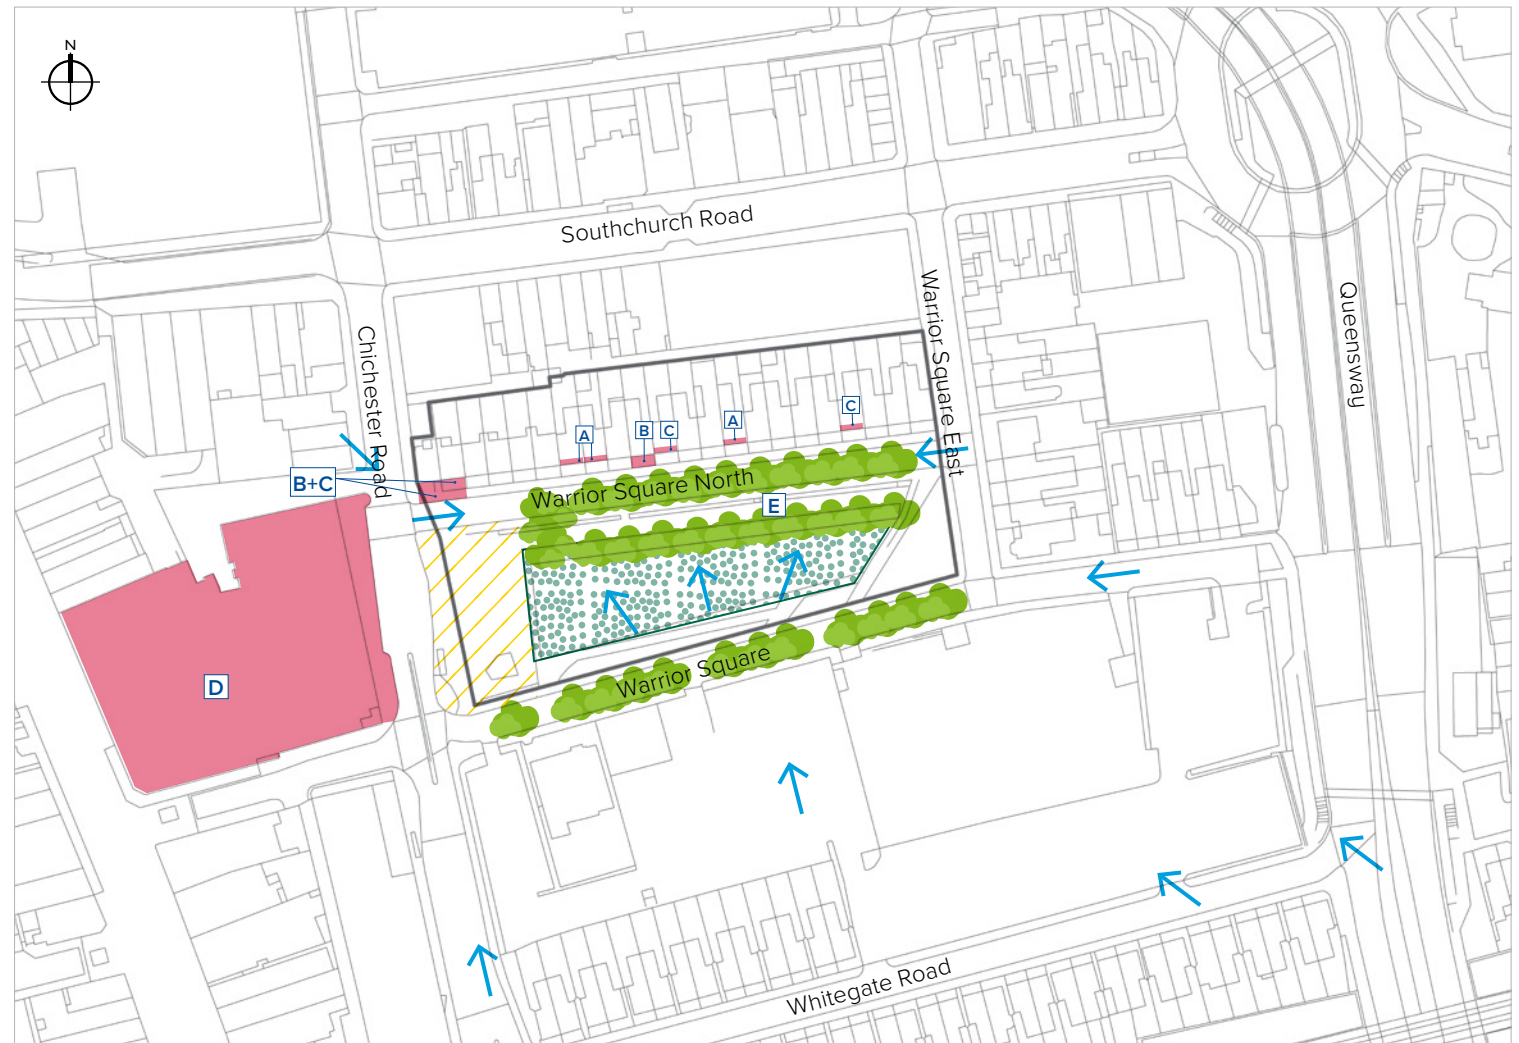 N
Southchurch Road
Warrior Square East
Queensway
Chichester Road
C
A
B
C
A
B+C
Warrior Square North
E
Warrior Square
D
Whitegate Road